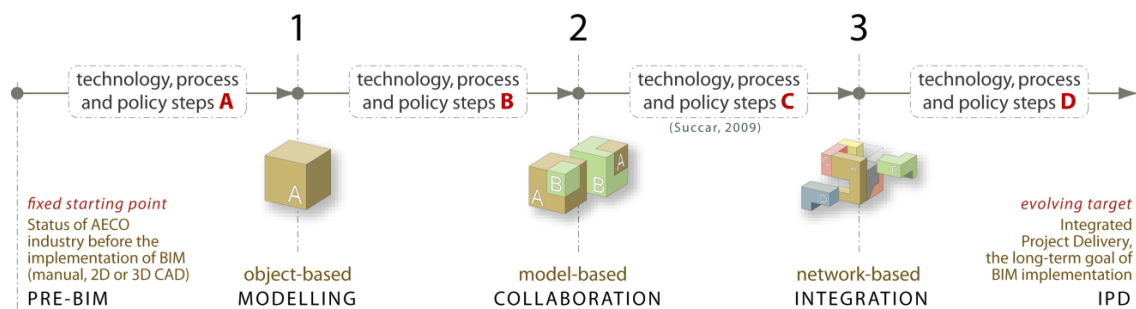 1
2
3
technology, process
and policy steps A
technology, process
and policy steps B
technology, process
and policy steps C
technology, process
and policy steps D
(Succar, 2009)
A
A
B
B
A
fixed starting point
Status of AECO
industry before the
implementation of BIM
(manual, 2D or 3D CAD)
PRE-BIM
object-based
MODELLING
model-based
COLLABORATION
network-based
INTEGRATION
evolving target
Integrated
Project Delivery,
the long-term goal of
BIM implementation
IPD